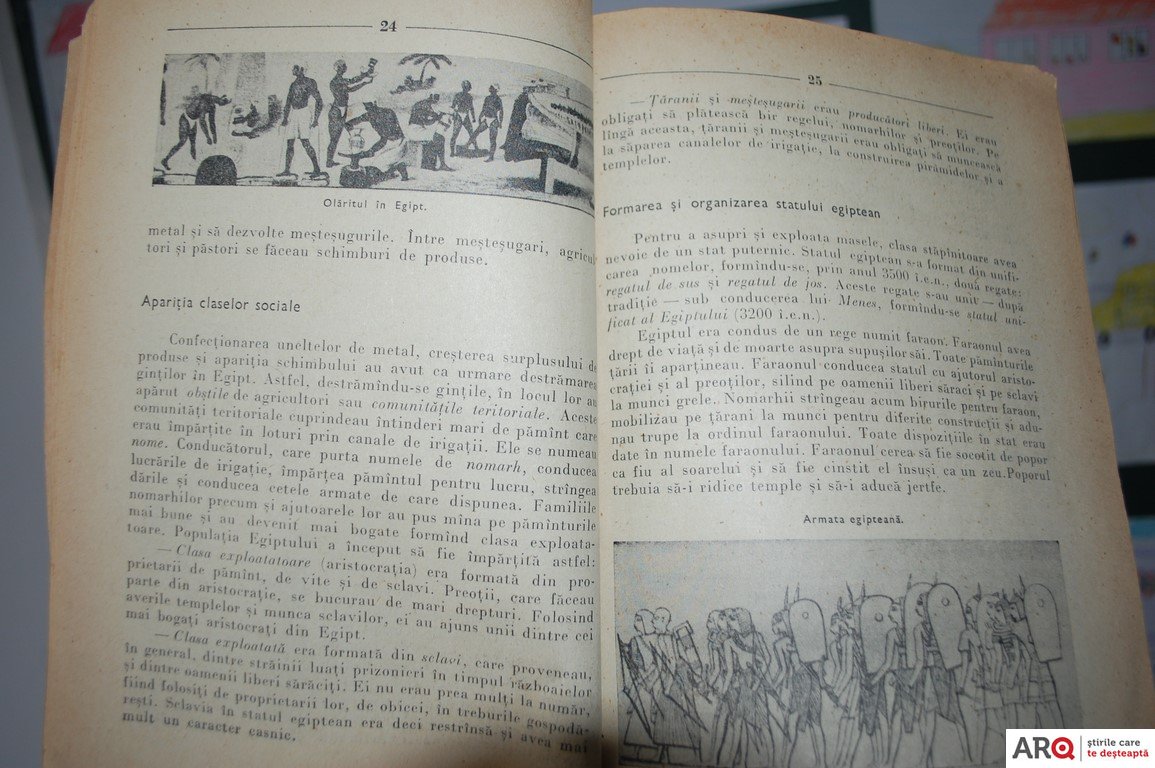 24
Olăritul în Egipt.
metal și să dezvolte meșteșugurile. Între meșteșugari, agricul-
tori și păstori se făceau schimburi de produse.
Apariția claselor sociale
Confecționarea uneltelor de metal, creșterea surplusului de
produse și apariția schimbului au avut ca urmare destrămarea
ginților în Egipt. Astfel, destrămîndu-se gințile, în locul lor au
apărut obștile de agricultori sau comunitățile teritoriale. Aceste
comunități teritoriale cuprindeau întinderi mari de pămînt care
erau împărțite în loturi prin canale de irigații. Ele se numeau
nome. Conducătorul, care purta numele de nomarh, conducea
lucrările de irigație, împărțea pămîntul pentru lucru, strîngea
dările și conducea cetele armate de care dispunea. Familiile
nomarhilor precum și ajutoarele lor au pus mîna pe pămînturile
mai bune și au devenit mai bogate formînd clasa exploata-
toare. Populația Egiptului a început să fie împărțită astfel:
— Clasa exploatatoare (aristocrația) era formată din pro-
prietarii de pămînt, de vite și de sclavi. Preoții, care făceau
parte din aristocrație, se bucurau de mari drepturi. Folosind
averile templelor și munca sclavilor, ei au ajuns unii dintre cei
mai bogați aristocrați din Egipt.
— Clasa exploatată era formată din sclavi, care proveneau,
în general, dintre străinii luați prizonieri în timpul războaielor
și dintre oamenii liberi sărăciți. Ei nu erau prea mulți la număr,
fiind folosiți de proprietarii lor, de obicei, în treburile gospodă-
rești. Sclavia în statul egiptean era deci restrînsă și avea mai
mult un caracter casnic.
25
— Țăranii și meșteșugarii erau producători liberi. Ei erau
obligați să plătească bir regelui, nomarhilor și preoților. Pe
lîngă aceasta, țăranii și meșteșugarii erau obligați să muncească
la săparea canalelor de irigație, la construirea piramidelor și a
templelor.
Formarea și organizarea statului egiptean
Pentru a asupri și exploata masele, clasa stăpînitoare avea
nevoie de un stat puternic. Statul egiptean s-a format din unifi-
carea nomelor, formîndu-se, prin anul 3500 î.e.n., două regate:
regatul de sus și regatul de jos. Aceste regate s-au unit — după
tradiție — sub conducerea lui Menes, formîndu-se statul uni-
ficat al Egiptului (3200 î.e.n.).
Egiptul era condus de un rege numit faraon. Faraonul avea
drept de viață și de moarte asupra supușilor săi. Toate pămînturile
țării îi aparțineau. Faraonul conducea statul cu ajutorul aristo-
crației și al preoților, silind pe oamenii liberi săraci și pe sclavi
la munci grele. Nomarhii strîngeau acum birurile pentru faraon,
mobilizau pe țărani la munci pentru diferite construcții și adu-
nau trupe la ordinul faraonului. Toate dispozițiile în stat erau
date în numele faraonului. Faraonul cerea să fie socotit de popor
ca fiu al soarelui și să fie cinstit el însuși ca un zeu. Poporul
trebuia să-i ridice temple și să-i aducă jertfe.
Armata egipteană.
ARQ știrile care
te deșteaptă